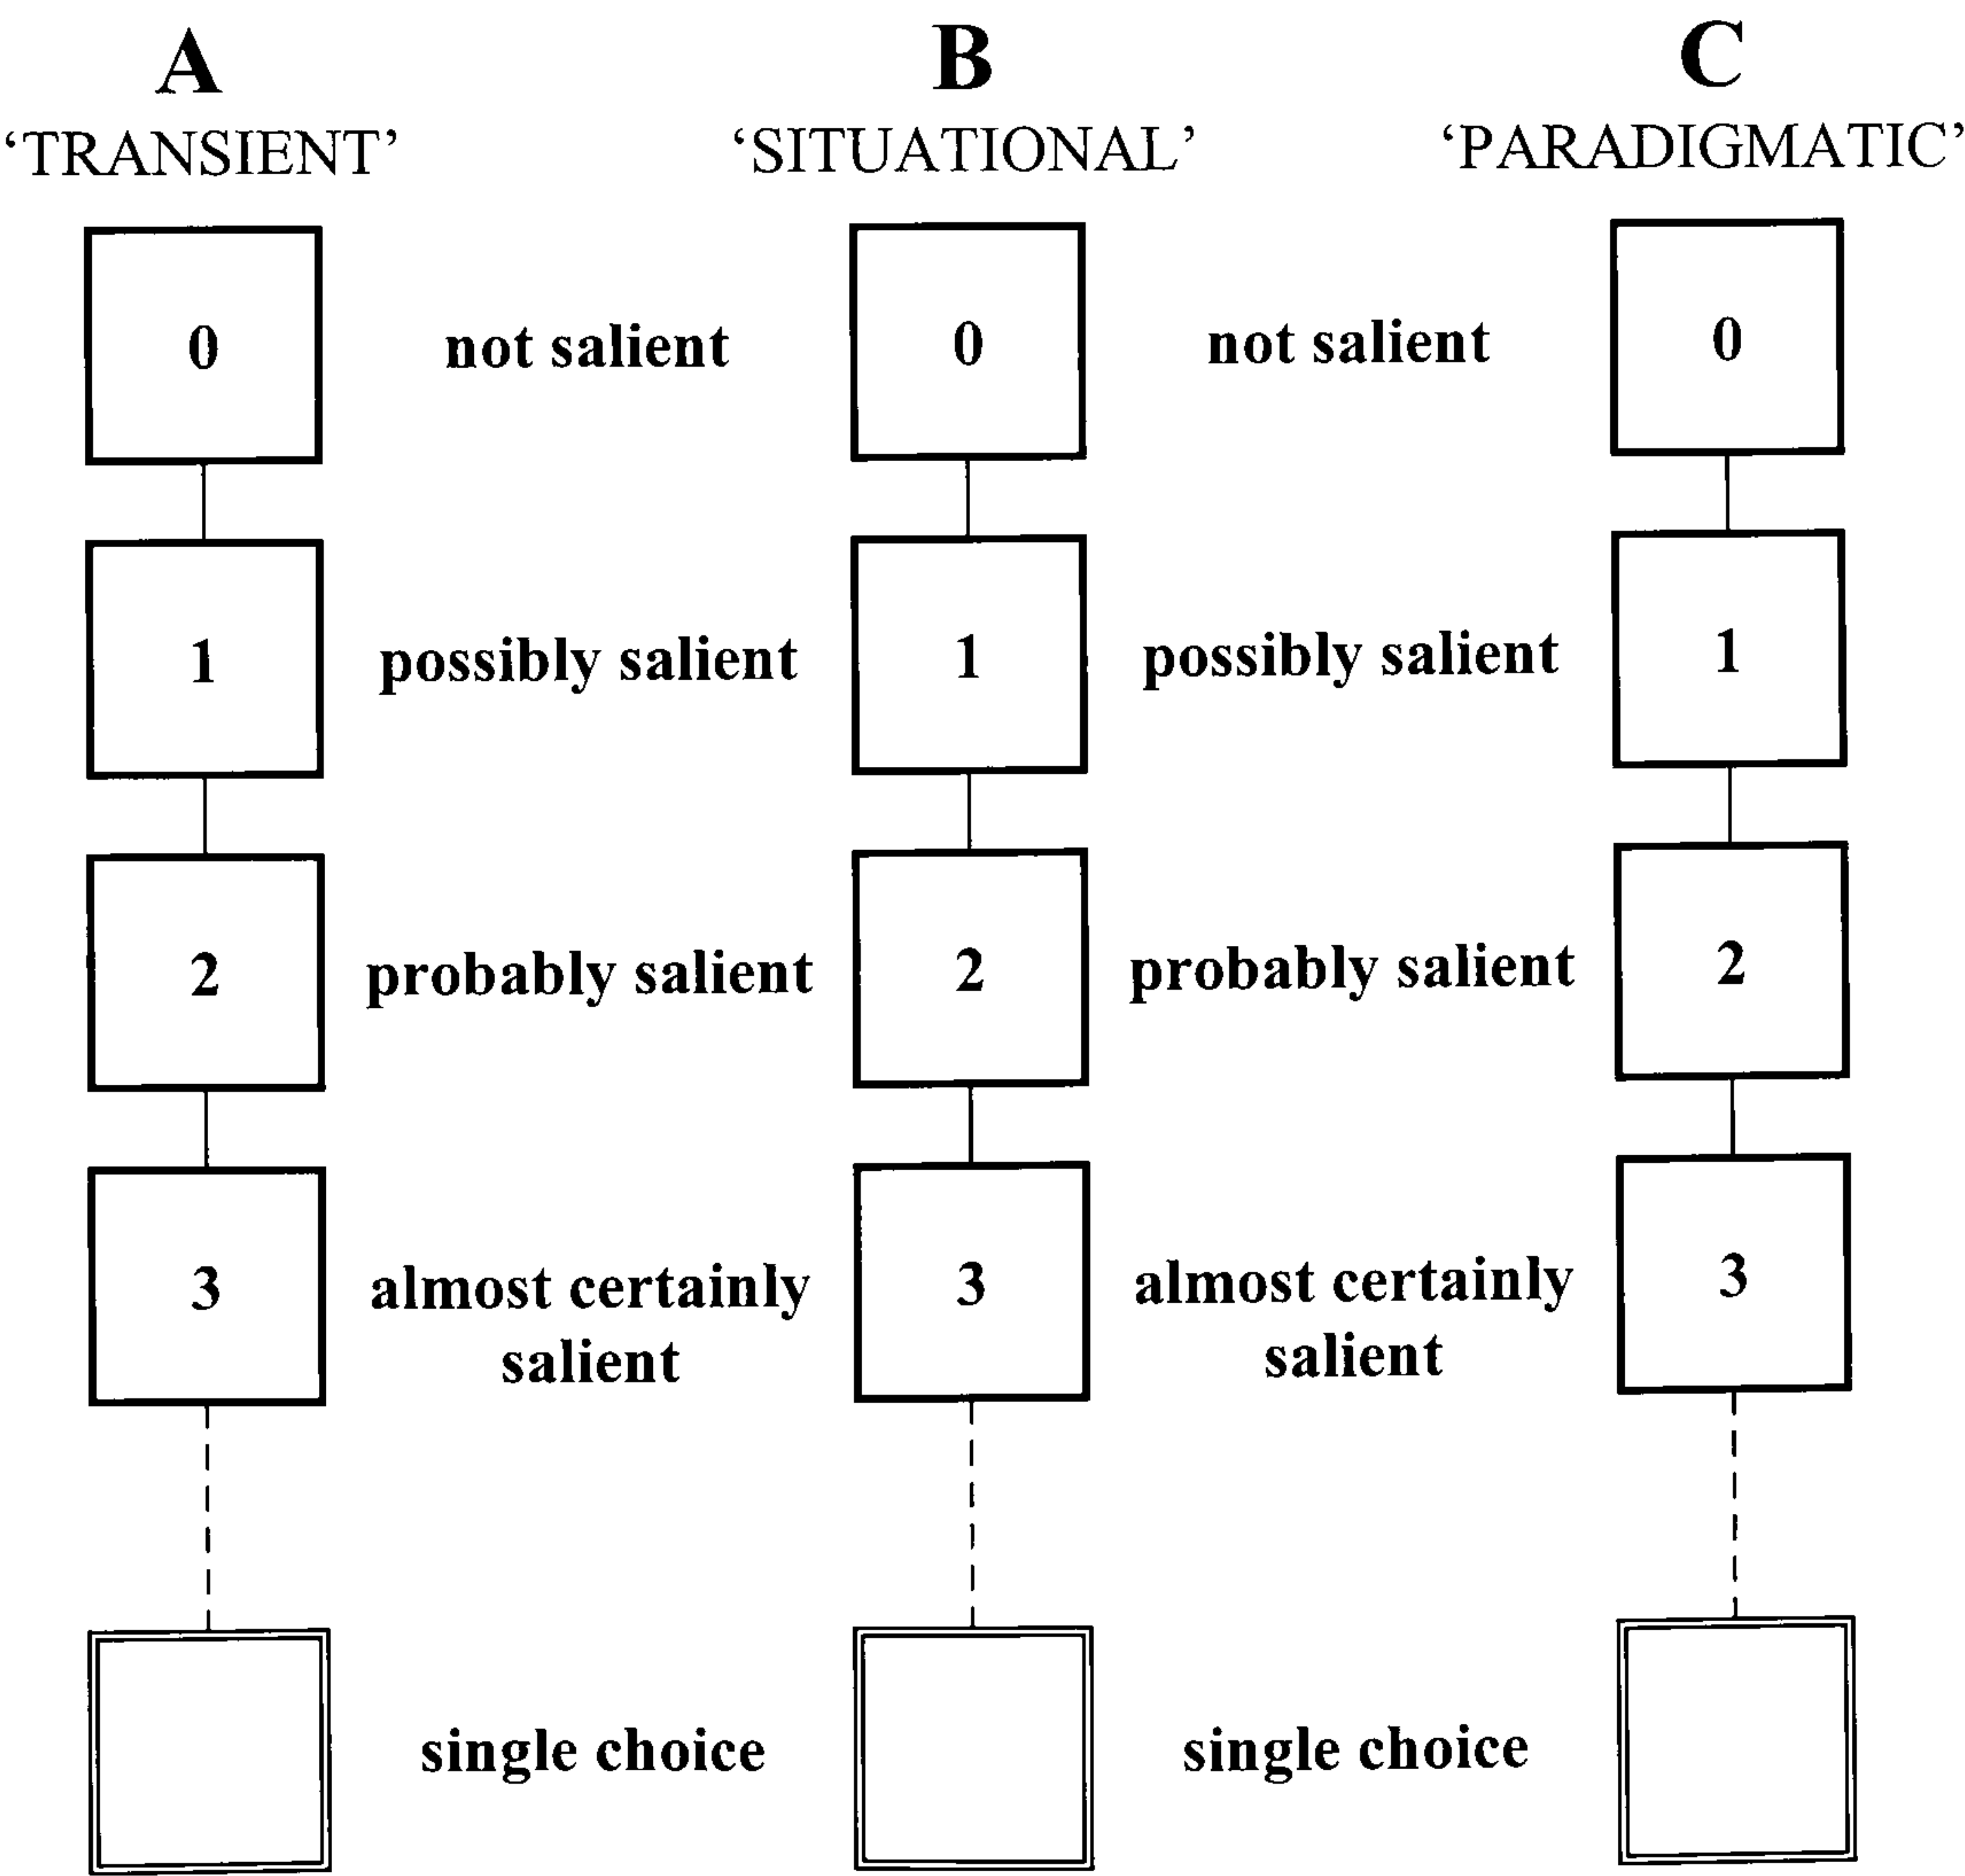 A B C
‘TRANSIENT’ ‘SITUATIONAL’ ‘PARADIGMATIC’
0 not salient 0 not salient 0
1 possibly salient 1 possibly salient 1
2 probably salient 2 probably salient 2
3 almost certainly 3 almost certainly 3
salient salient
single choice single choice